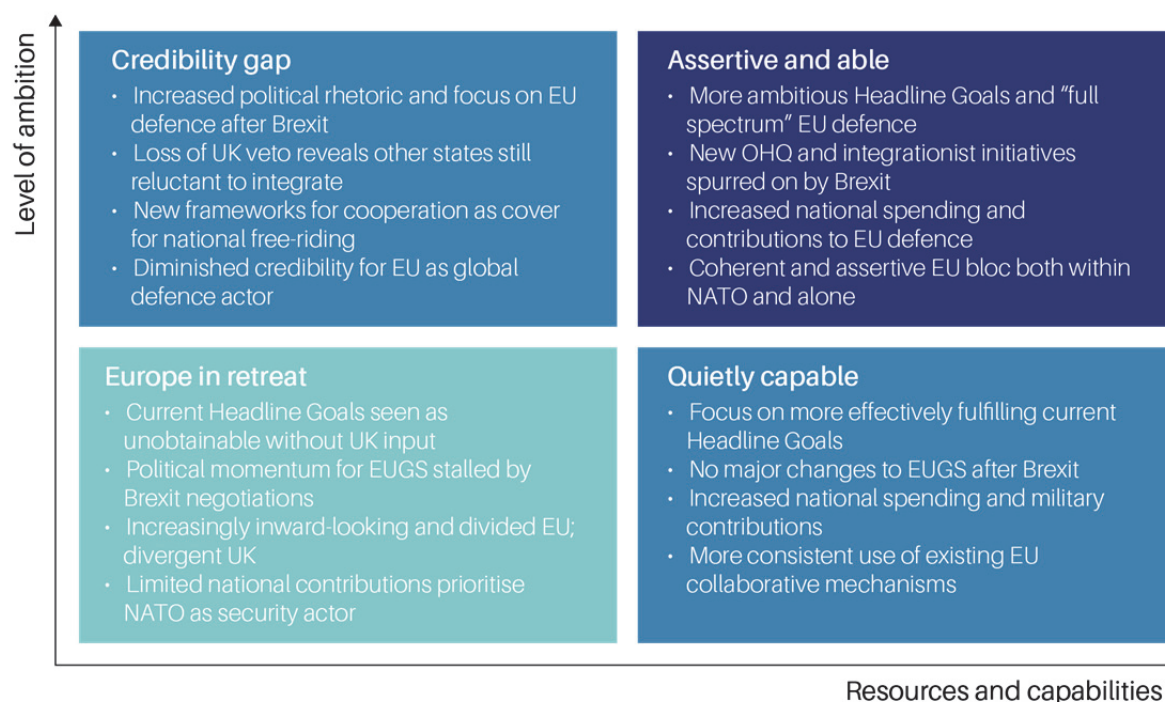 Level of ambition
Credibility gap
• Increased political rhetoric and focus on EU
defence after Brexit
• Loss of UK veto reveals other states still
reluctant to integrate
• New frameworks for cooperation as cover
for national free-riding
• Diminished credibility for EU as global
defence actor
Assertive and able
• More ambitious Headline Goals and “full
spectrum” EU defence
• New OHQ and integrationist initiatives
spurred on by Brexit
• Increased national spending and
contributions to EU defence
• Coherent and assertive EU bloc both within
NATO and alone
Europe in retreat
• Current Headline Goals seen as
unobtainable without UK input
• Political momentum for EUGS stalled by
Brexit negotiations
• Increasingly inward-looking and divided EU;
divergent UK
• Limited national contributions prioritise
NATO as security actor
Quietly capable
• Focus on more effectively fulfilling current
Headline Goals
• No major changes to EUGS after Brexit
• Increased national spending and military
contributions
• More consistent use of existing EU
collaborative mechanisms
Resources and capabilities